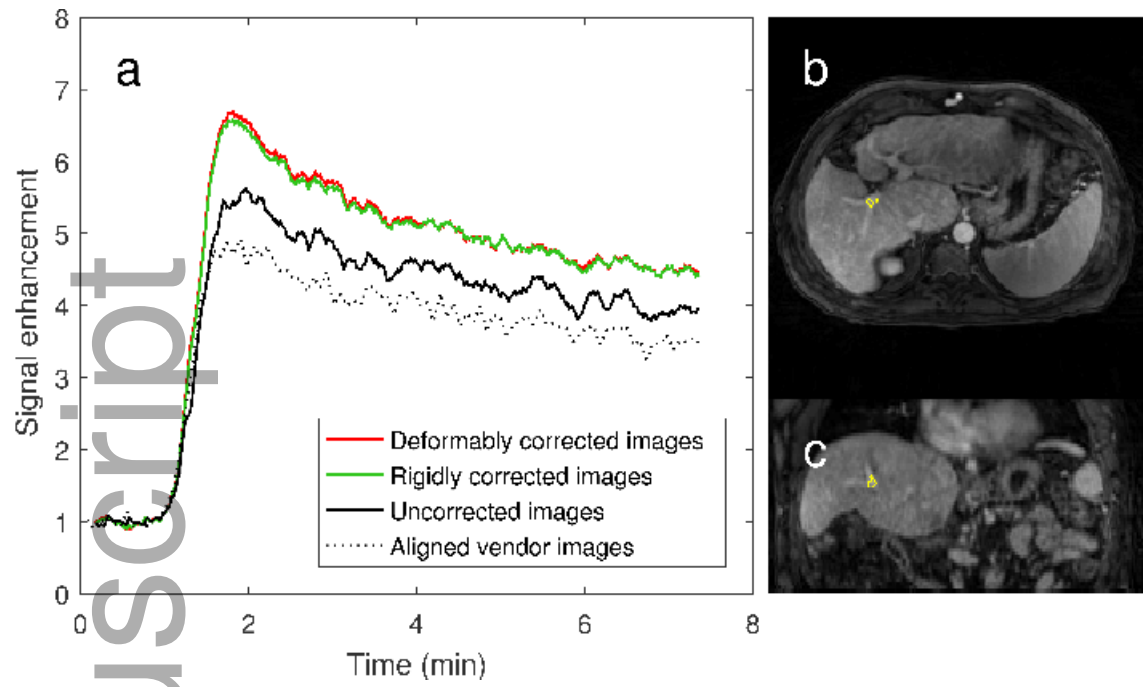 a
8
7
6
5
4
3
2
1
0
Signal enhancement
0 2 4 6 8
Time (min)
Deformably corrected images
Rigidly corrected images
Uncorrected images
Aligned vendor images
b
c
uscript